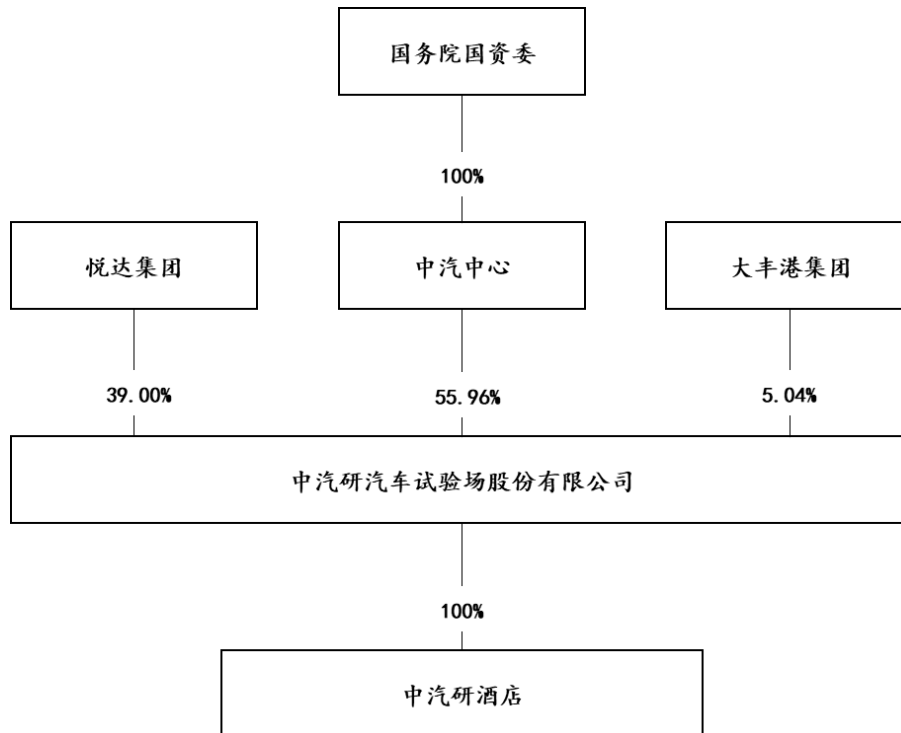 国务院国资委
100%
悦达集团
中汽中心
大丰港集团
39.00%
55.96%
5.04%
中汽研汽车试验场股份有限公司
100%
中汽研酒店